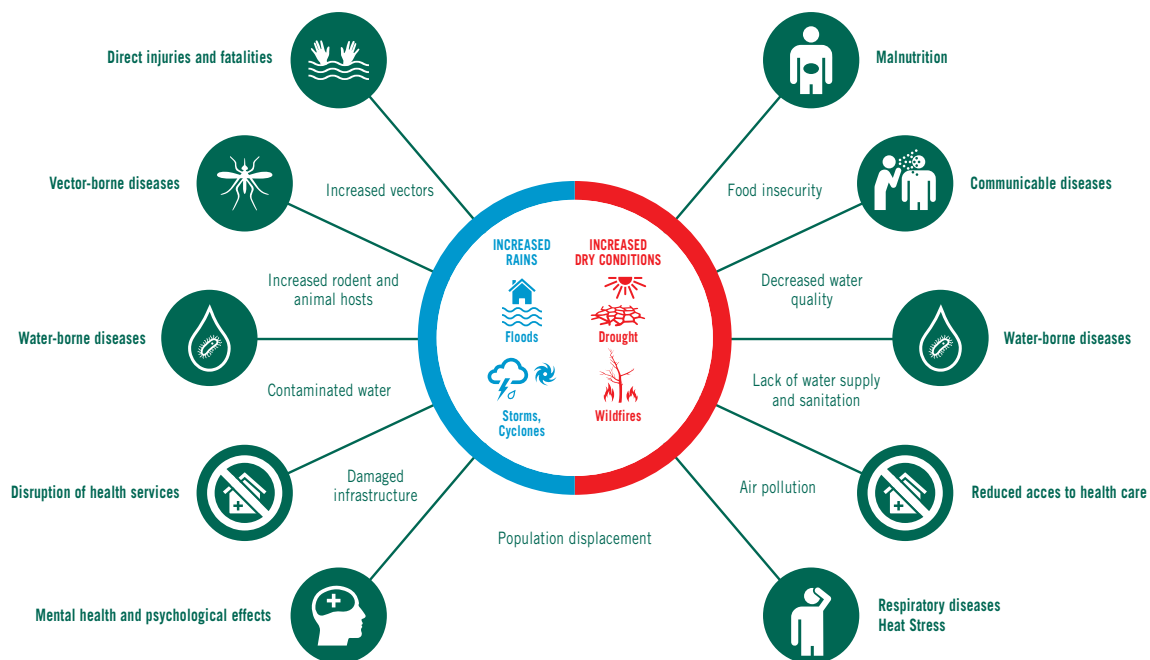 Direct injuries and fatalities
Malnutrition
Vector-borne diseases
Increased vectors
Food insecurity
Communicable diseases
INCREASED
RAINS
INCREASED
DRY CONDITIONS
Increased rodent and
animal hosts
Decreased water
quality
Water-borne diseases
Floods
Drought
Water-borne diseases
Contaminated water
Lack of water supply
and sanitation
Storms,
Cyclones
Wildfires
Disruption of health services
Damaged
infrastructure
Air pollution
Reduced acces to health care
Population displacement
Mental health and psychological effects
Respiratory diseases
Heat Stress